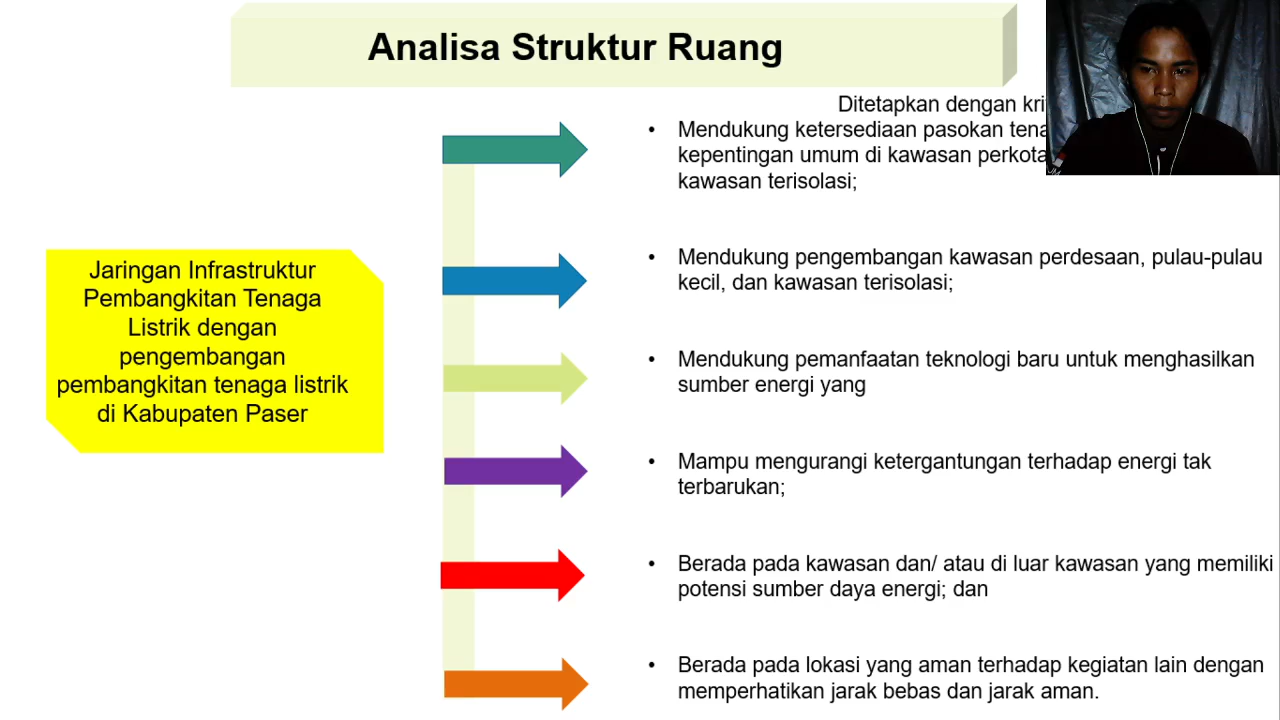 Analisa Struktur Ruang
Ditetapkan dengan
Mendukung ketersediaan pasokan
kepentingan umum di kawasan
kawasan terisolasi;
Jaringan Infrastruktur
Pembangkitan Tenaga
Listrik dengan
pengembangan
pembangkitan tenaga listrik
di Kabupaten Paser
Mendukung pengembangan kawasan perdesaan, pulau-pulau
kecil, dan kawasan terisolasi;
Mendukung pemanfaatan teknologi baru untuk menghasilkan
sumber energi yang
Mampu mengurangi ketergantungan terhadap energi tak
terbarukan;
Berada pada kawasan dan/ atau di luar kawasan yang memiliki
potensi sumber daya energi; dan
Berada pada lokasi yang aman terhadap kegiatan lain dengan
memperhatikan jarak bebas dan jarak aman.